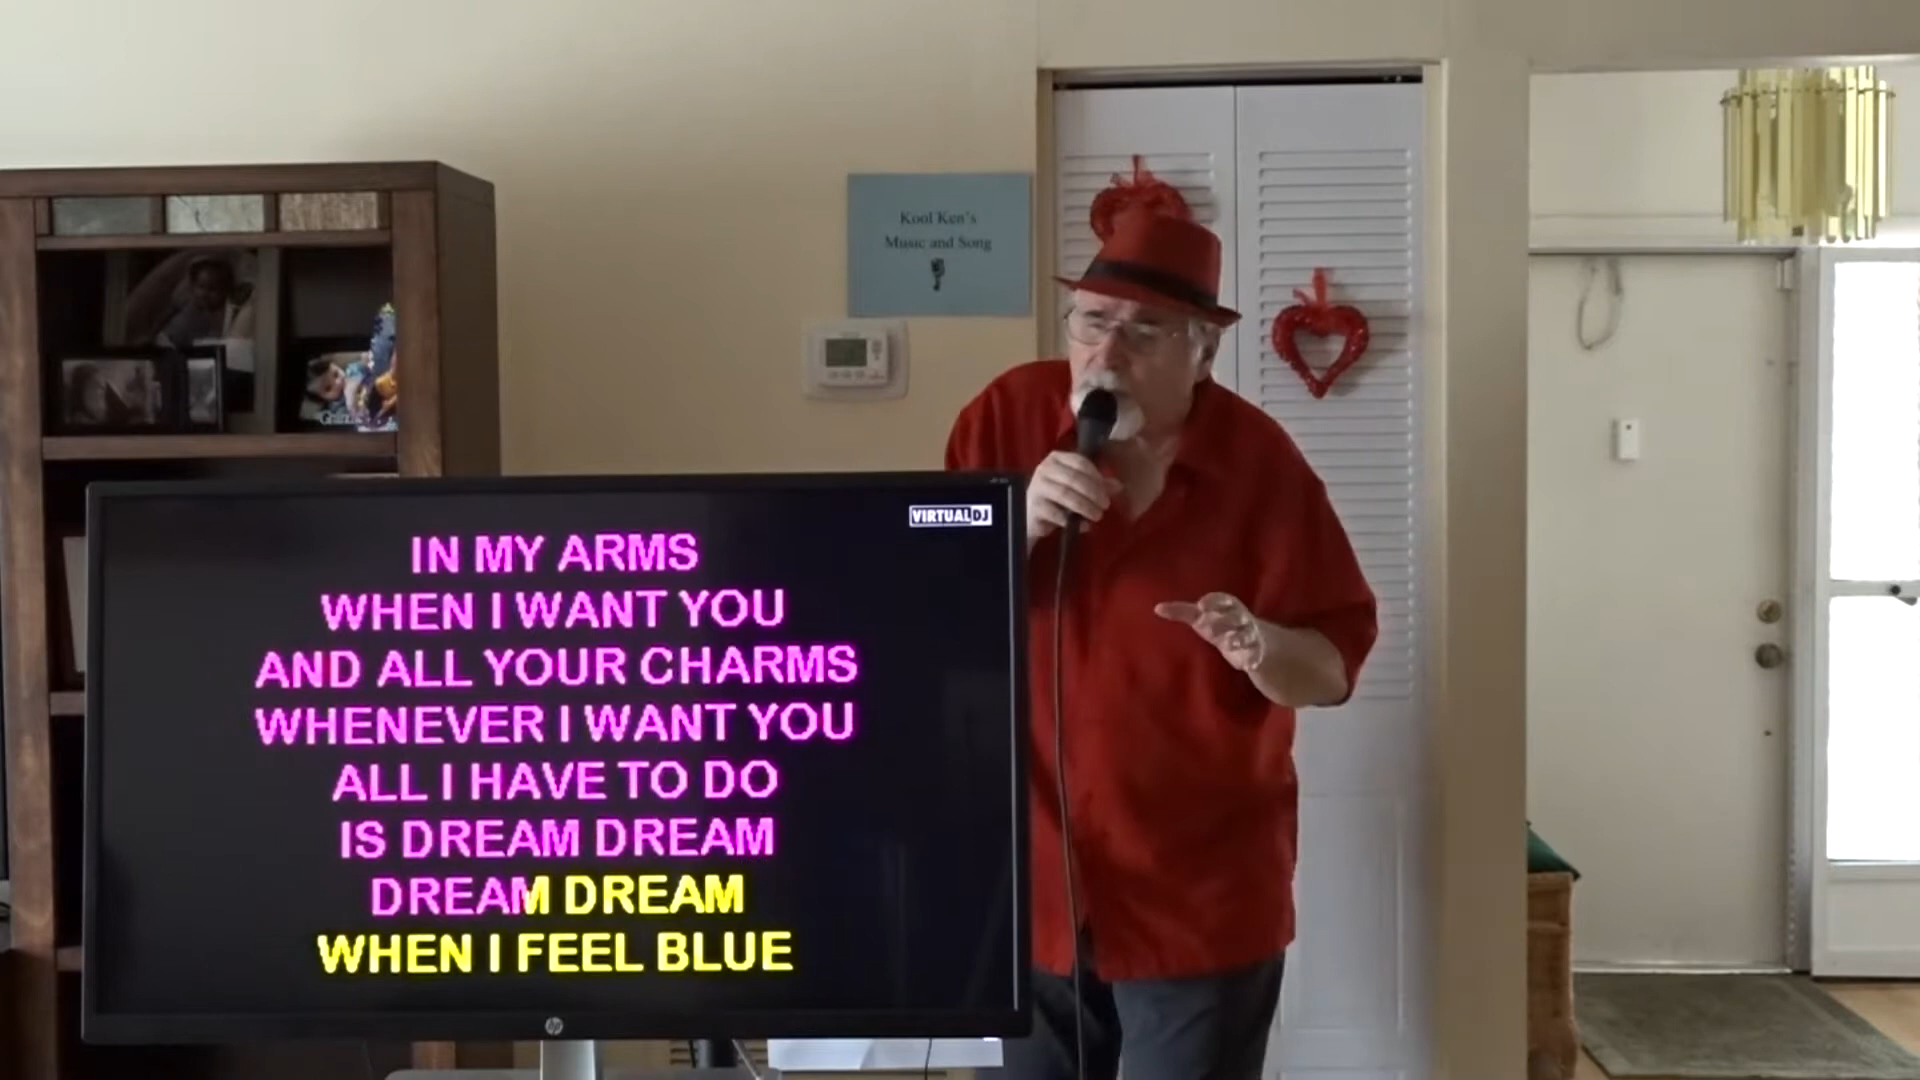 Kool Ken's
Music and Song
VIRTUALDJ
IN MY ARMS
WHEN I WANT YOU
AND ALL YOUR CHARMS
WHENEVER I WANT YOU
ALL I HAVE TO DO
IS DREAM DREAM
DREAM DREAM
WHEN I FEEL BLUE
hp